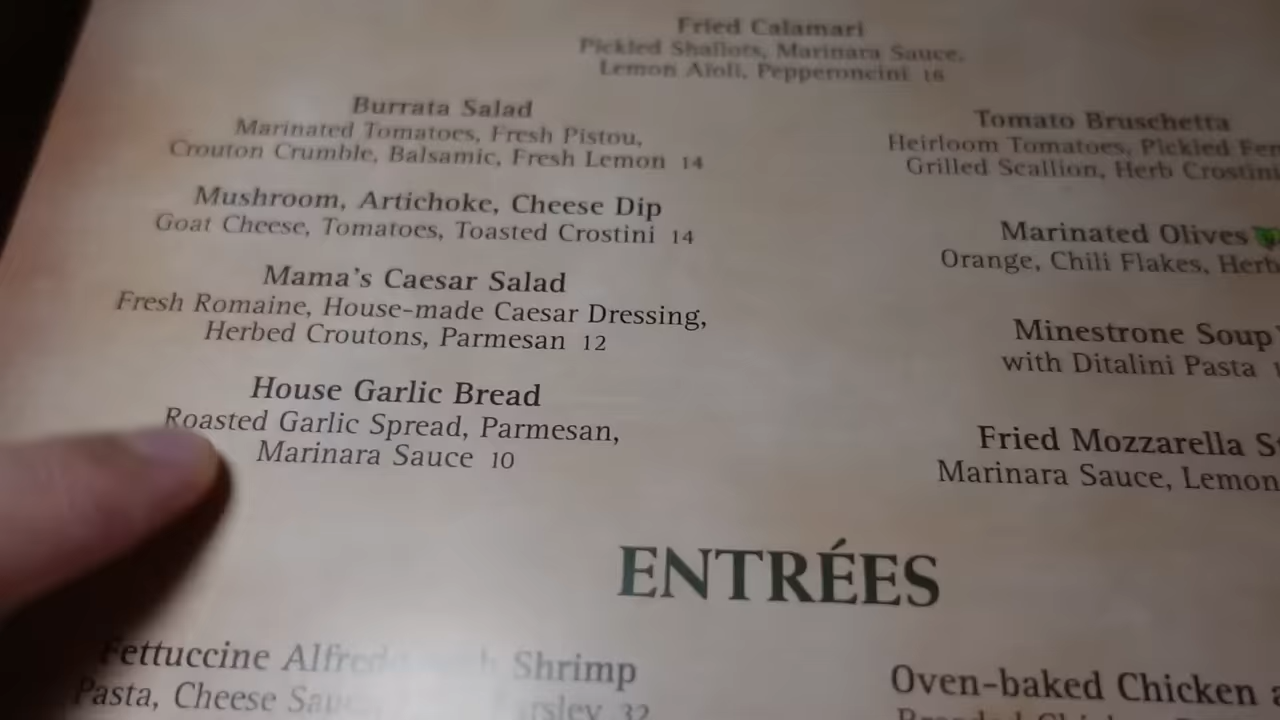 Fried Calamari
Pickled Shallots, Marinara Sauce,
Lemon Aïoli, Pepperoncini 16
Burrata Salad
Marinated Tomatoes, Fresh Pistou,
Crouton Crumble, Balsamic, Fresh Lemon 14
Mushroom, Artichoke, Cheese Dip
Goat Cheese, Tomatoes, Toasted Crostini 14
Mama's Caesar Salad
Fresh Romaine, House-made Caesar Dressing,
Herbed Croutons, Parmesan 12
House Garlic Bread
Roasted Garlic Spread, Parmesan,
Marinara Sauce 10
Tomato Bruschetta
Heirloom Tomatoes, Pickled
Grilled Scallion, Herb Crostini
Marinated Olives
Orange, Chili Flakes,
Minestrone Soup
with Ditalini Pasta
Fried Mozzarella
Marinara Sauce, Lemon
ENTRÉES
Fettuccine Shrimp
Pasta, Cheese 32
Oven-baked Chicken